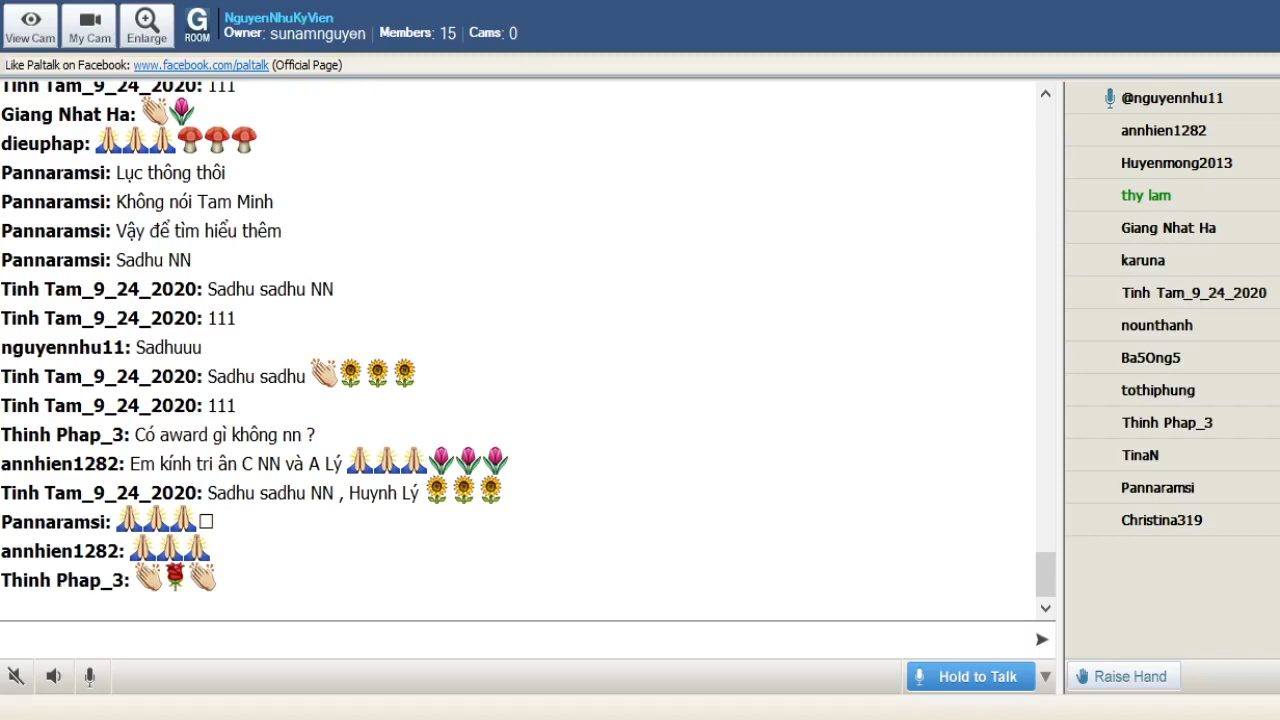 View Cam
My Cam
Enlarge
G
ROOM
NguyenNhuKyVien
Owner: sunamnguyen | Members: 15 | Cams: 0
Like Paltalk on Facebook: www.facebook.com/paltalk (Official Page)
Tinh Tam_9_24_2020: 111
Giang Nhat Ha: 👏🌷
dieuphap: 🙏🙏🙏🍄🍄🍄
Pannaramsi: Lục thông thôi
Pannaramsi: Không nói Tam Minh
Pannaramsi: Vậy để tìm hiểu thêm
Pannaramsi: Sadhu NN
Tinh Tam_9_24_2020: Sadhu sadhu NN
Tinh Tam_9_24_2020: 111
nguyennhu11: Sadhuuu
Tinh Tam_9_24_2020: Sadhu sadhu 👏🌻🌻🌻
Tinh Tam_9_24_2020: 111
Thinh Phap_3: Có award gì không nn ?
annhien1282: Em kính tri ân C NN và A Lý 🙏🙏🙏🌷🌷🌷
Tinh Tam_9_24_2020: Sadhu sadhu NN , Huynh Lý 🌻🌻🌻
Pannaramsi: 🙏🙏🙏□
annhien1282: 🙏🙏🙏
Thinh Phap_3: 👏🌹👏
@nguyennhu11
annhien1282
Huyenmong2013
thy lam
Giang Nhat Ha
karuna
Tinh Tam_9_24_2020
nounthanh
Ba5Ong5
tothiphung
Thinh Phap_3
TinaN
Pannaramsi
Christina319
Hold to Talk
Raise Hand